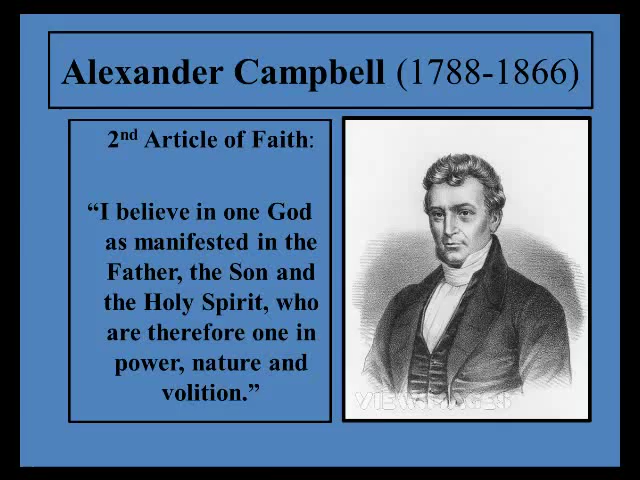 Alexander Campbell (1788-1866)
2nd Article of Faith:
“I believe in one God
as manifested in the
Father, the Son and
the Holy Spirit, who
are therefore one in
power, nature and
volition.”
VIEWIMAGES